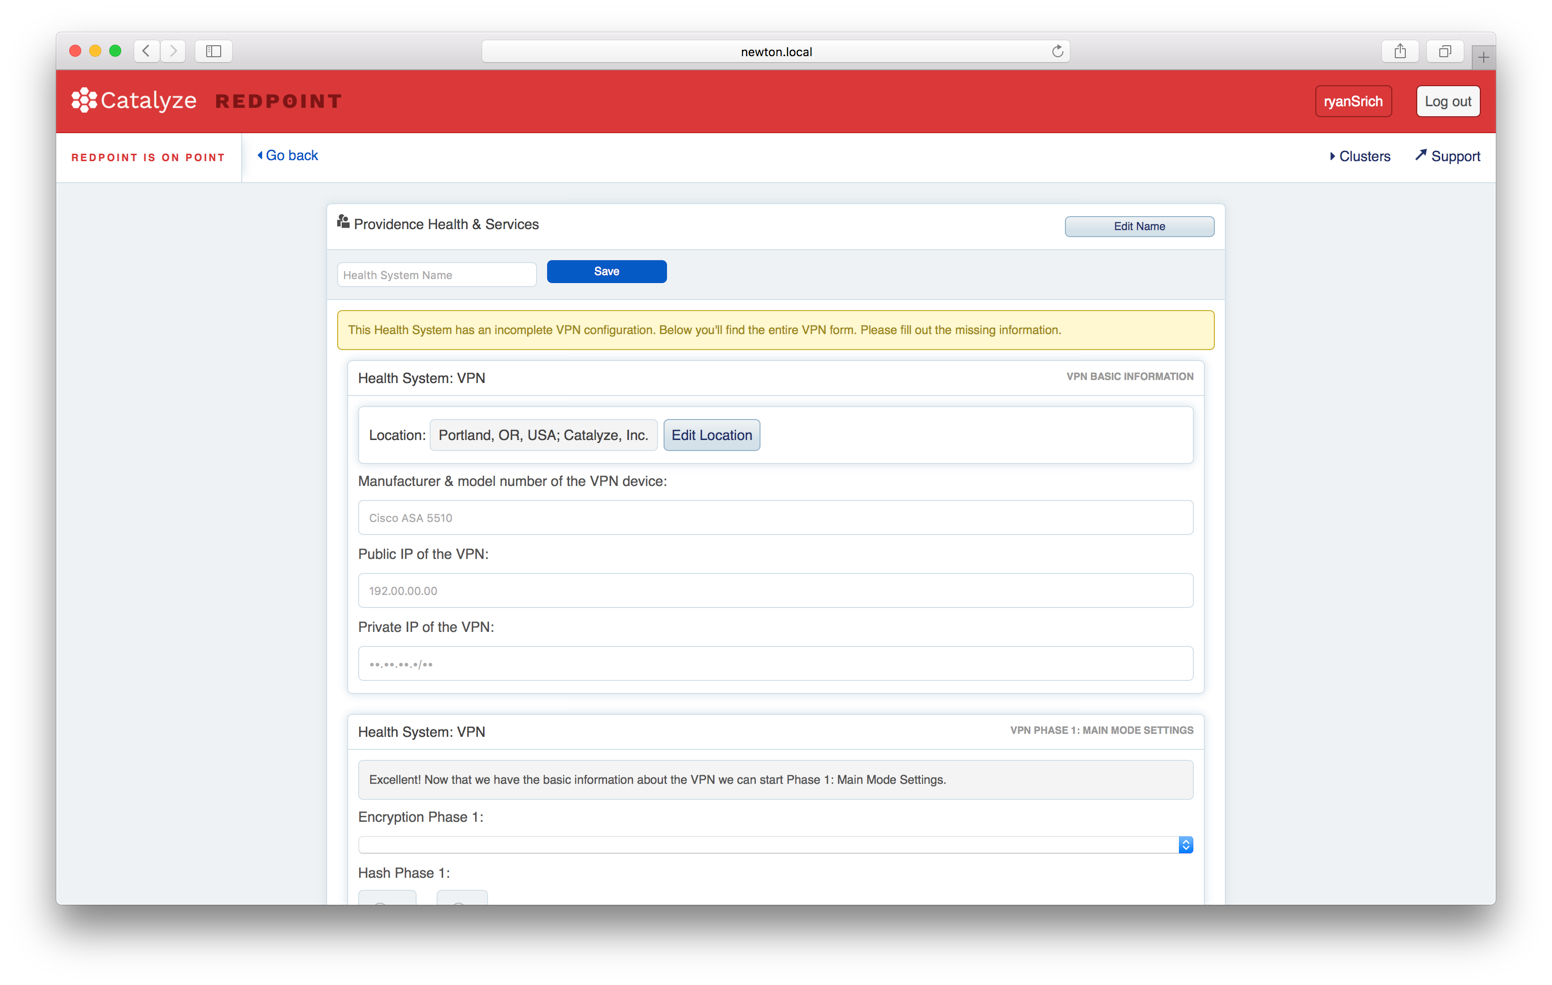 newton.local
Catalyze REDPOINT
ryanSrich
Log out
REDPOINT IS ON POINT
Go back
Clusters
Support
Providence Health & Services
Edit Name
Health System Name
Save
This Health System has an incomplete VPN configuration. Below you'll find the entire VPN form. Please fill out the missing information.
Health System: VPN
VPN BASIC INFORMATION
Location: Portland, OR, USA; Catalyze, Inc. Edit Location
Manufacturer & model number of the VPN device:
Cisco ASA 5510
Public IP of the VPN:
192.00.00.00
Private IP of the VPN:
••.••.••.•/••
Health System: VPN
VPN PHASE 1: MAIN MODE SETTINGS
Excellent! Now that we have the basic information about the VPN we can start Phase 1: Main Mode Settings.
Encryption Phase 1:
Hash Phase 1: